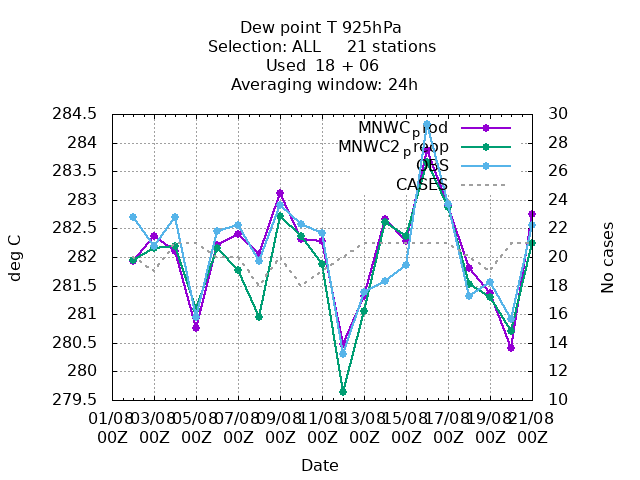 Dew point T 925hPa
Selection: ALL     21 stations
Used  18 + 06
Averaging window: 24h
284.5
284
283.5
283
282.5
282
281.5
281
280.5
280
279.5
30
28
26
24
22
20
18
16
14
12
10
MNWCprod
MNWC2preop
OBS
CASES
deg C
No cases
01/08 03/08 05/08 07/08 09/08 11/08 13/08 15/08 17/08 19/08 21/08
00Z 00Z 00Z 00Z 00Z 00Z 00Z 00Z 00Z 00Z 00Z
Date